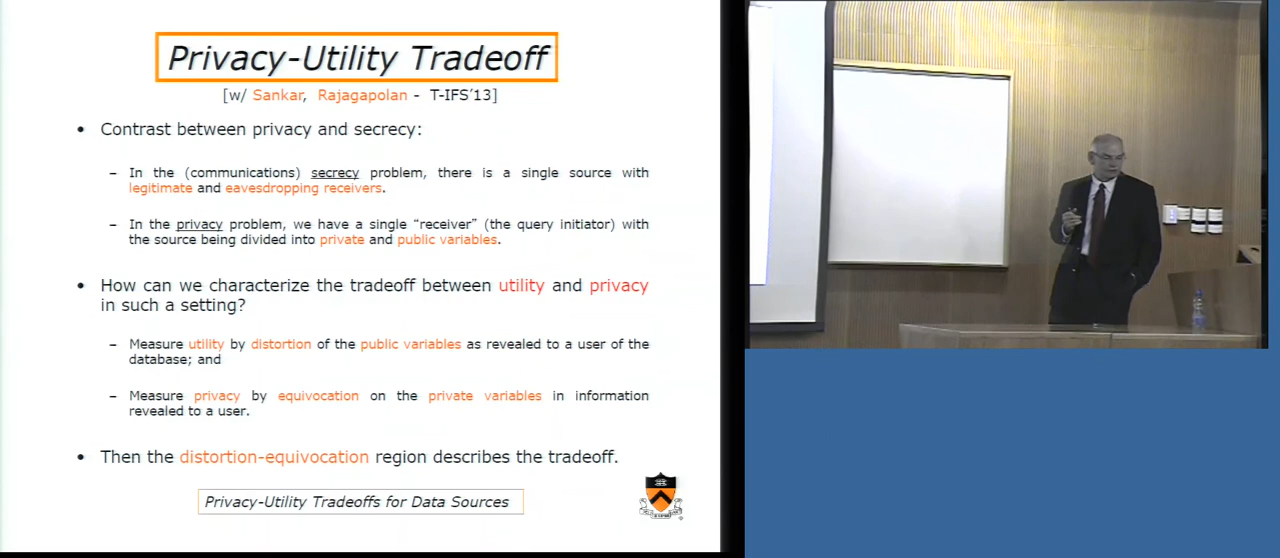 Privacy-Utility Tradeoff
[w/ Sankar, Rajagapolan - T-IFS'13]
• Contrast between privacy and secrecy:
– In the (communications) secrecy problem, there is a single source with
legitimate and eavesdropping receivers.
– In the privacy problem, we have a single "receiver" (the query initiator) with
the source being divided into private and public variables.
• How can we characterize the tradeoff between utility and privacy
in such a setting?
– Measure utility by distortion of the public variables as revealed to a user of the
database; and
– Measure privacy by equivocation on the private variables in information
revealed to a user.
• Then the distortion-equivocation region describes the tradeoff.
Privacy-Utility Tradeoffs for Data Sources